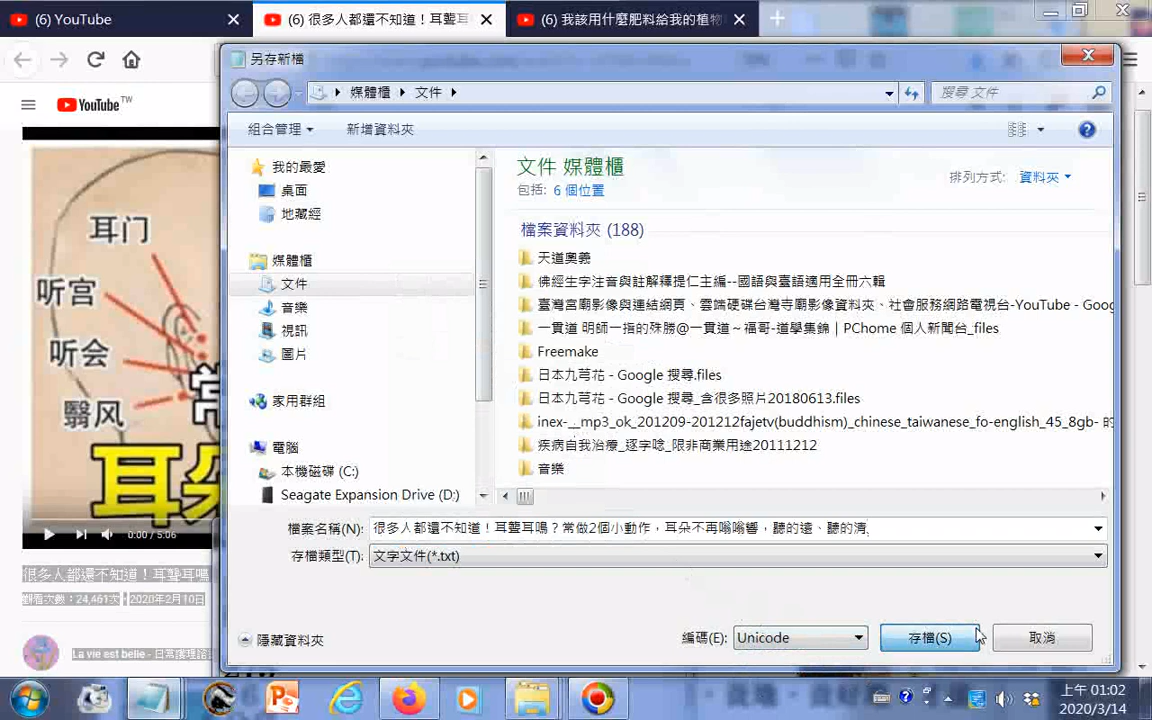 (6) YouTube
(6) 很多人都還不知道！耳聾耳
(6) 我該用什麼肥料給我的植物
YouTube TW
另存新檔
媒體櫃 文件
搜尋 文件
組合管理
新增資料夾
我的最愛
桌面
地藏經
媒體櫃
文件
音樂
視訊
圖片
家用群組
電腦
本機磁碟 (C:)
Seagate Expansion Drive (D:)
文件 媒體櫃
包括: 6 個位置
排列方式: 資料夾
檔案資料夾 (188)
天道奧義
佛經生字注音與註解釋提仁主編--國語與臺語適用全冊六輯
臺灣宮廟影像與連結網頁、雲端硬碟台灣寺廟影像資料夾、社會服務網路電視台-YouTube - Goog
一貫道 明師一指的殊勝@一貫道～福哥-道學集錦｜PChome 個人新聞台_files
Freemake
日本九芎花 - Google 搜尋.files
日本九芎花 - Google 搜尋_含很多照片20180613.files
inex-__mp3_ok_201209-201212fajetv(buddhism)_chinese_taiwanese_fo-english_45_8gb- 的
疾病自我治療_逐字唸_限非商業用途20111212
音樂
檔案名稱(N): 很多人都還不知道！耳聾耳鳴？常做2個小動作，耳朵不再嗡嗡響，聽的遠、聽的清,
存檔類型(T): 文字文件(*.txt)
隱藏資料夾
編碼(E): Unicode
存檔(S)
取消
耳门
听宫
听会
翳风
常
耳朵
0:00 / 5:06
很多人都還不知道！耳聾耳鳴
觀看次數：24,461次 • 2020年2月10日
La vie est belle - 日常護理諮
上午 01:02
2020/3/14